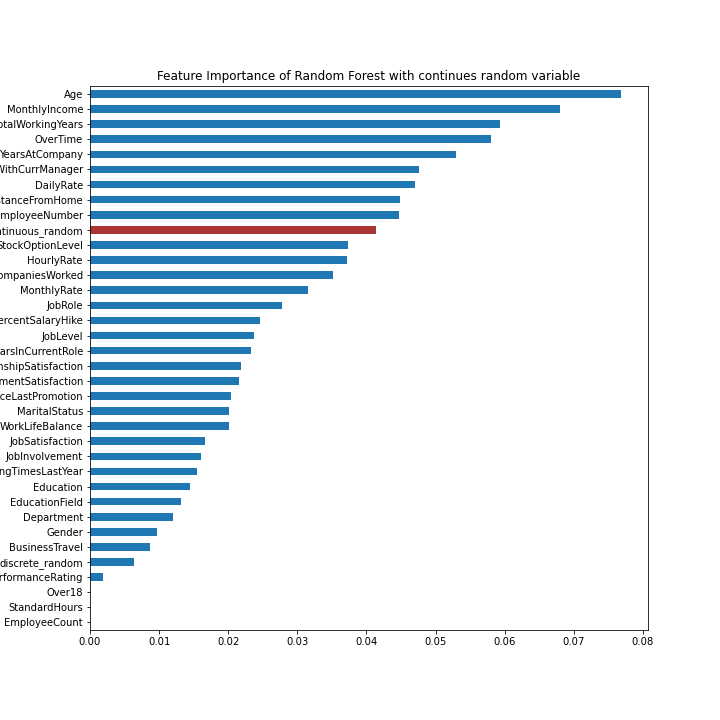 Feature Importance of Random Forest with continues random variable
Age
MonthlyIncome
otalWorkingYears
OverTime
YearsAtCompany
WithCurrManager
DailyRate
stanceFromHome
mployeeNumber
ntinuous_random
StockOptionLevel
HourlyRate
ompaniesWorked
MonthlyRate
JobRole
ercentSalaryHike
JobLevel
arsInCurrentRole
nshipSatisfaction
mentSatisfaction
ceLastPromotion
MaritalStatus
WorkLifeBalance
JobSatisfaction
JobInvolvement
ngTimesLastYear
Education
EducationField
Department
Gender
BusinessTravel
discrete_random
rformanceRating
Over18
StandardHours
EmployeeCount
0.00 0.01 0.02 0.03 0.04 0.05 0.06 0.07 0.08